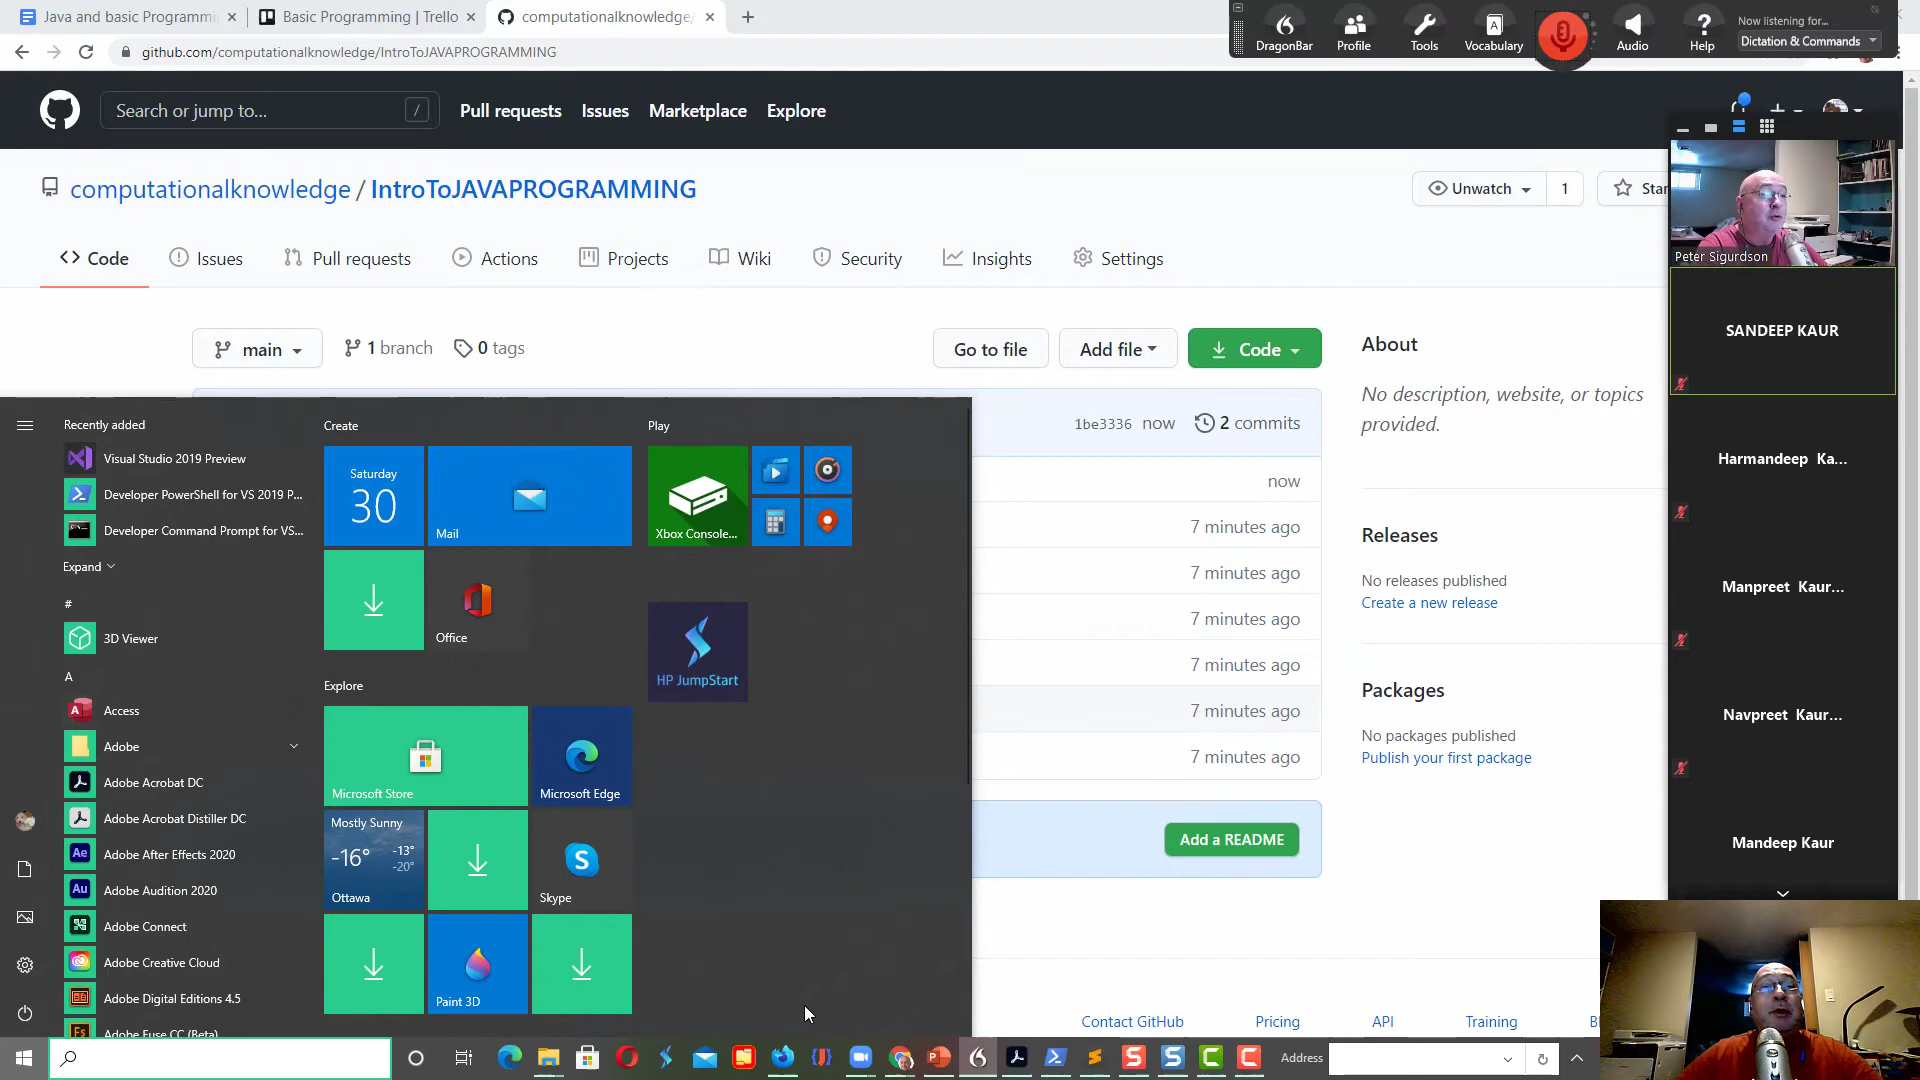 Java and basic Programmi
Basic Programming | Trello
computationalknowledge/
github.com/computationalknowledge/IntroToJAVAPROGRAMMING
DragonBar
Profile
Tools
Vocabulary
Audio
Help
Now listening for...
Dictation & Commands
Search or jump to...
/
Pull requests
Issues
Marketplace
Explore
computationalknowledge / IntroToJAVAPROGRAMMING
Unwatch
1
Star
Code
Issues
Pull requests
Actions
Projects
Wiki
Security
Insights
Settings
main
1 branch
0 tags
Go to file
Add file
Code
About
No description, website, or topics
provided.
1be3336 now
2 commits
now
7 minutes ago
7 minutes ago
7 minutes ago
7 minutes ago
7 minutes ago
7 minutes ago
Releases
No releases published
Create a new release
Packages
No packages published
Publish your first package
Add a README
Contact GitHub
Pricing
API
Training
Bl
Recently added
Visual Studio 2019 Preview
Developer PowerShell for VS 2019 P...
Developer Command Prompt for VS...
Expand
#
3D Viewer
A
Access
Adobe
Adobe Acrobat DC
Adobe Acrobat Distiller DC
Adobe After Effects 2020
Adobe Audition 2020
Adobe Connect
Adobe Creative Cloud
Adobe Digital Editions 4.5
Adobe Fuse CC (Beta)
Create
Saturday
30
Mail
Office
Explore
Microsoft Store
Microsoft Edge
Mostly Sunny
-16°
-13°
-20°
Ottawa
Skype
Paint 3D
Play
Xbox Console...
HP JumpStart
Peter Sigurdson
SANDEEP KAUR
Harmandeep Ka...
Manpreet Kaur...
Navpreet Kaur...
Mandeep Kaur
Address